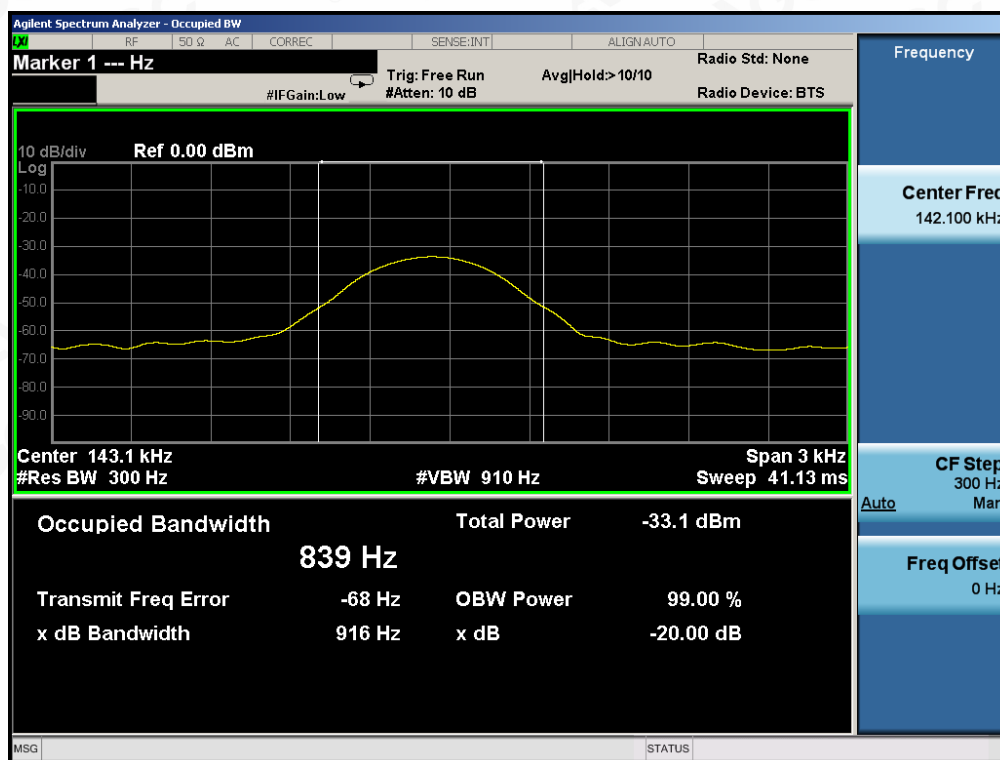 Agilent Spectrum Analyzer - Occupied BW
LXI RF 50 Ω AC CORREC SENSE:INT ALIGN AUTO
Marker 1 --- Hz
#IFGain:Low
Trig: Free Run
#Atten: 10 dB
Avg|Hold:>10/10
Radio Std: None
Radio Device: BTS
10 dB/div Ref 0.00 dBm
Log
-10.0
-20.0
-30.0
-40.0
-50.0
-60.0
-70.0
-80.0
-90.0
Center 143.1 kHz Span 3 kHz
#Res BW 300 Hz #VBW 910 Hz Sweep 41.13 ms
Occupied Bandwidth Total Power -33.1 dBm
839 Hz
Transmit Freq Error -68 Hz OBW Power 99.00 %
x dB Bandwidth 916 Hz x dB -20.00 dB
MSG STATUS
Frequency
Center Freq
142.100 kHz
CF Step
300 Hz
Auto Man
Freq Offset
0 Hz